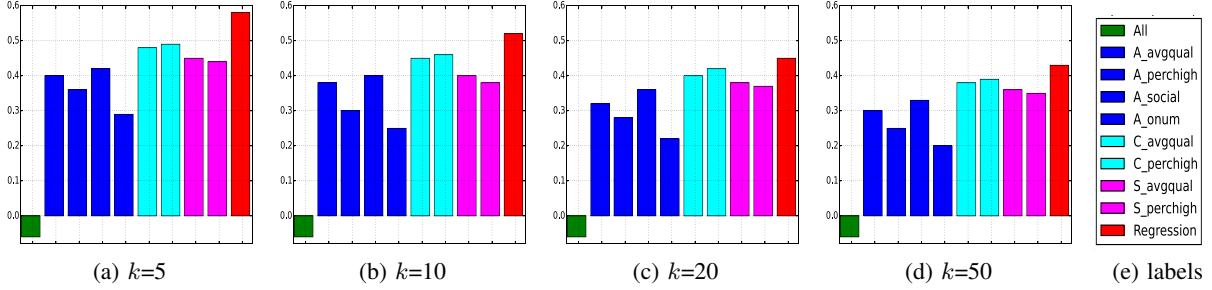 0.6
0.5
0.4
0.3
0.2
0.1
0.0
(a) k=5
0.6
0.5
0.4
0.3
0.2
0.1
0.0
(b) k=10
0.6
0.5
0.4
0.3
0.2
0.1
0.0
(c) k=20
0.6
0.5
0.4
0.3
0.2
0.1
0.0
(d) k=50
All
A_avgqual
A_perchigh
A_social
A_onum
C_avgqual
C_perchigh
S_avgqual
S_perchigh
Regression
(e) labels